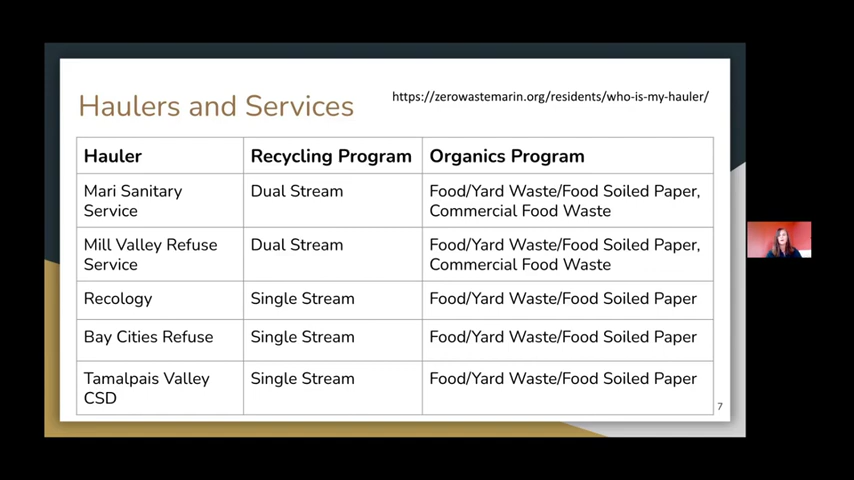 Haulers and Services
https://zerowastemarin.org/residents/who-is-my-hauler/
Hauler
Recycling Program
Organics Program
Mari Sanitary
Service
Dual Stream
Food/Yard Waste/Food Soiled Paper,
Commercial Food Waste
Mill Valley Refuse
Service
Dual Stream
Food/Yard Waste/Food Soiled Paper,
Commercial Food Waste
Recology
Single Stream
Food/Yard Waste/Food Soiled Paper
Bay Cities Refuse
Single Stream
Food/Yard Waste/Food Soiled Paper
Tamalpais Valley
CSD
Single Stream
Food/Yard Waste/Food Soiled Paper
7